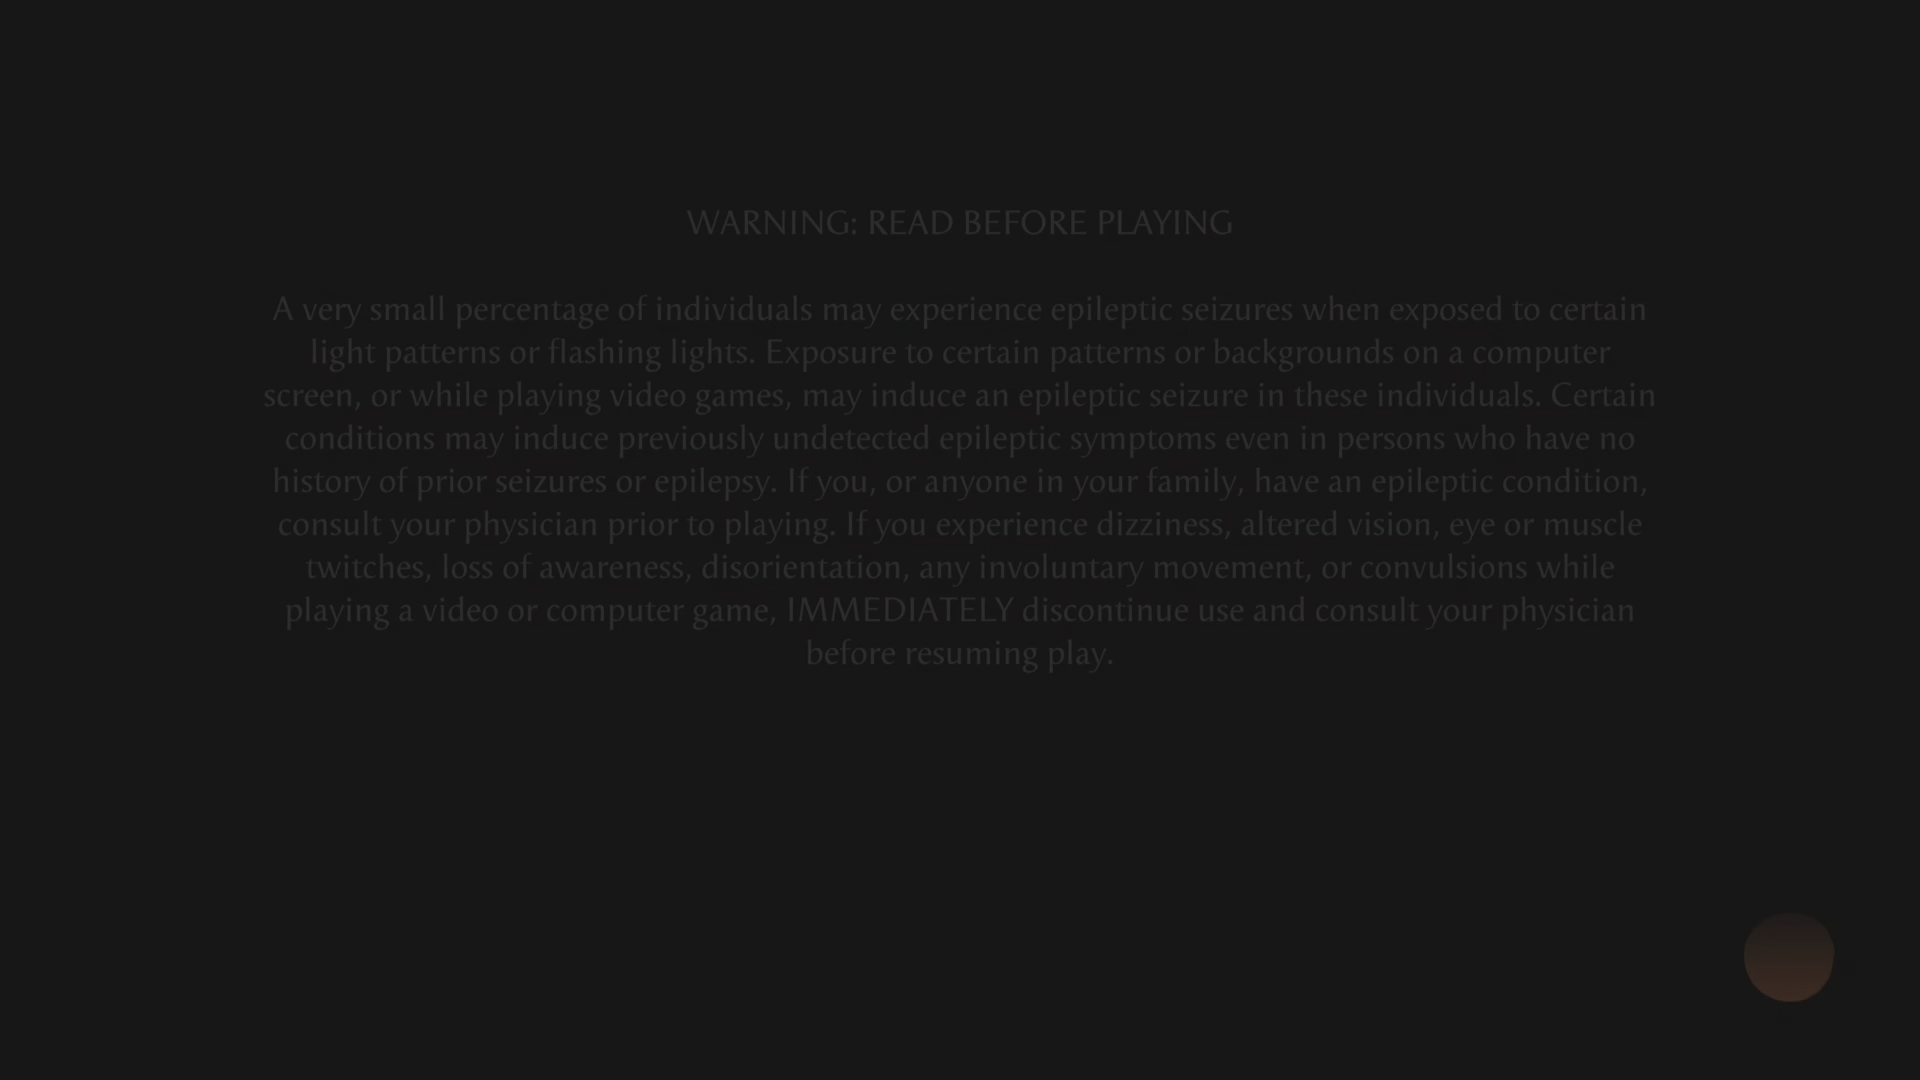 WARNING: READ BEFORE PLAYING
A very small percentage of individuals may experience epileptic seizures when exposed to certain
light patterns or flashing lights. Exposure to certain patterns or backgrounds on a computer
screen, or while playing video games, may induce an epileptic seizure in these individuals. Certain
conditions may induce previously undetected epileptic symptoms even in persons who have no
history of prior seizures or epilepsy. If you, or anyone in your family, have an epileptic condition,
consult your physician prior to playing. If you experience dizziness, altered vision, eye or muscle
twitches, loss of awareness, disorientation, any involuntary movement, or convulsions while
playing a video or computer game, IMMEDIATELY discontinue use and consult your physician
before resuming play.